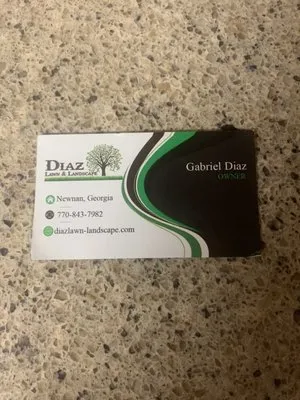 DIAZ
LAWN & LANDSCAPE
Newnan, Georgia
770-843-7982
diazlawn-landscape.com
Gabriel Diaz
OWNER